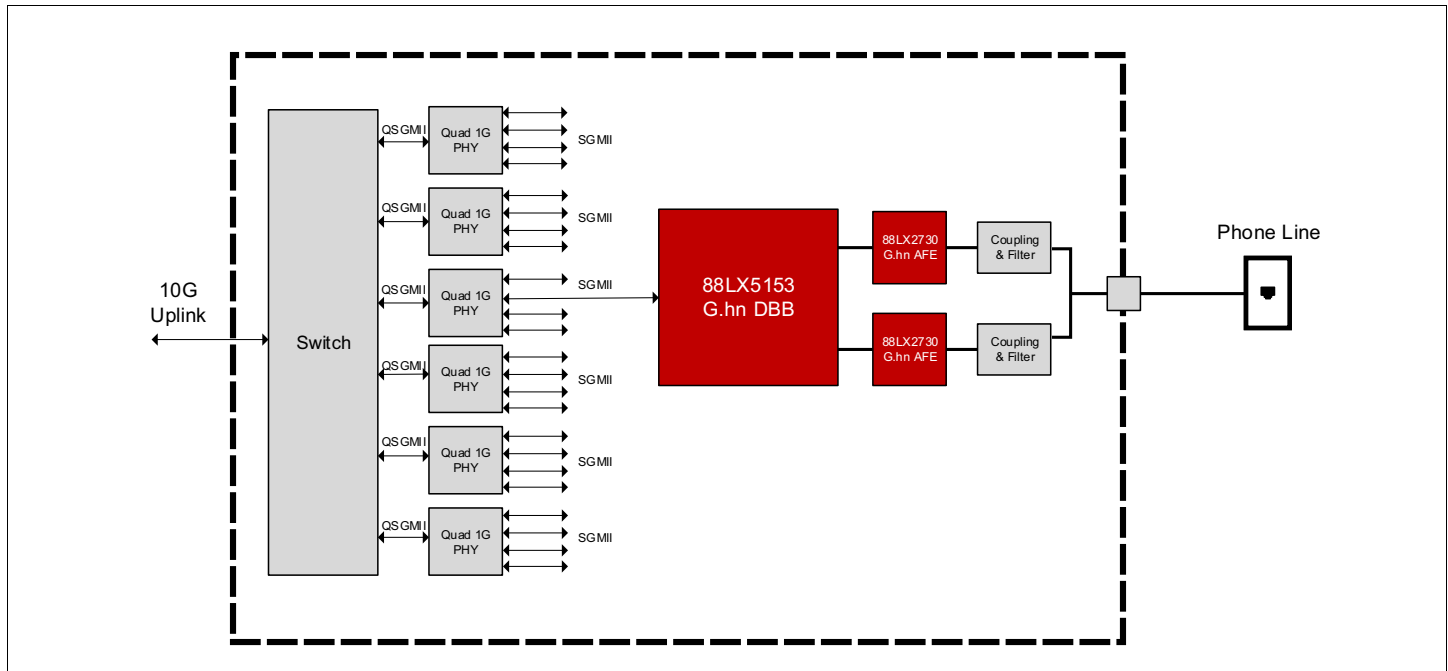 10G
Uplink
Switch
QSGMII
Quad 1G
PHY
SGMII
QSGMII
Quad 1G
PHY
SGMII
QSGMII
Quad 1G
PHY
SGMII
QSGMII
Quad 1G
PHY
SGMII
QSGMII
Quad 1G
PHY
SGMII
QSGMII
Quad 1G
PHY
SGMII
88LX5153
G.hn DBB
88LX2730
G.hn AFE
Coupling
& Filter
88LX2730
G.hn AFE
Coupling
& Filter
Phone Line